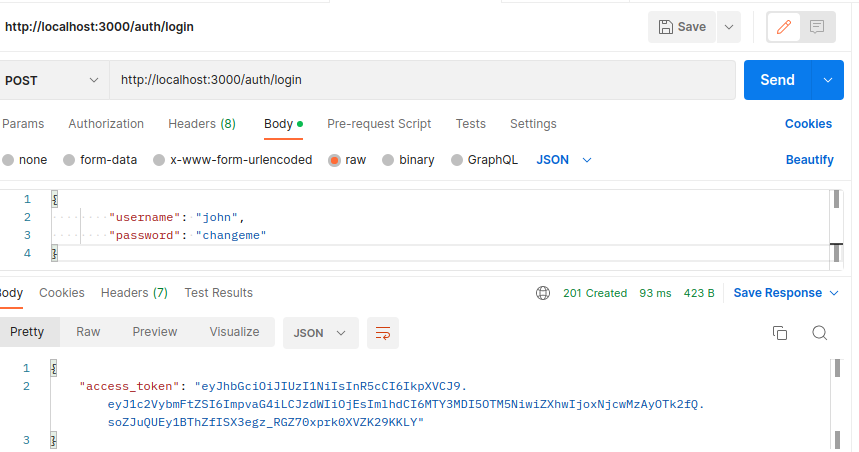 http://localhost:3000/auth/login Save
POST http://localhost:3000/auth/login Send
Params Authorization Headers (8) Body Pre-request Script Tests Settings Cookies
none form-data x-www-form-urlencoded raw binary GraphQL JSON Beautify
1 {
2 "username": "john",
3 "password": "changeme"
4 }
Body Cookies Headers (7) Test Results 201 Created 93 ms 423 B Save Response
Pretty Raw Preview Visualize JSON
1 {
2 "access_token": "eyJhbGciOiJIUzI1NiIsInR5cCI6IkpXVCJ9.
eyJ1c2VybmFtZSI6ImpvaG4iLCJzdWIiOjEsImlhdCI6MTY3MDI5OTM5NiwiZXhwIjoxNjcwMzAyOTk2fQ.
soZJuQUEy1BThZfISX3egz_RGZ70xprk0XVZK29KKLY"
3 }